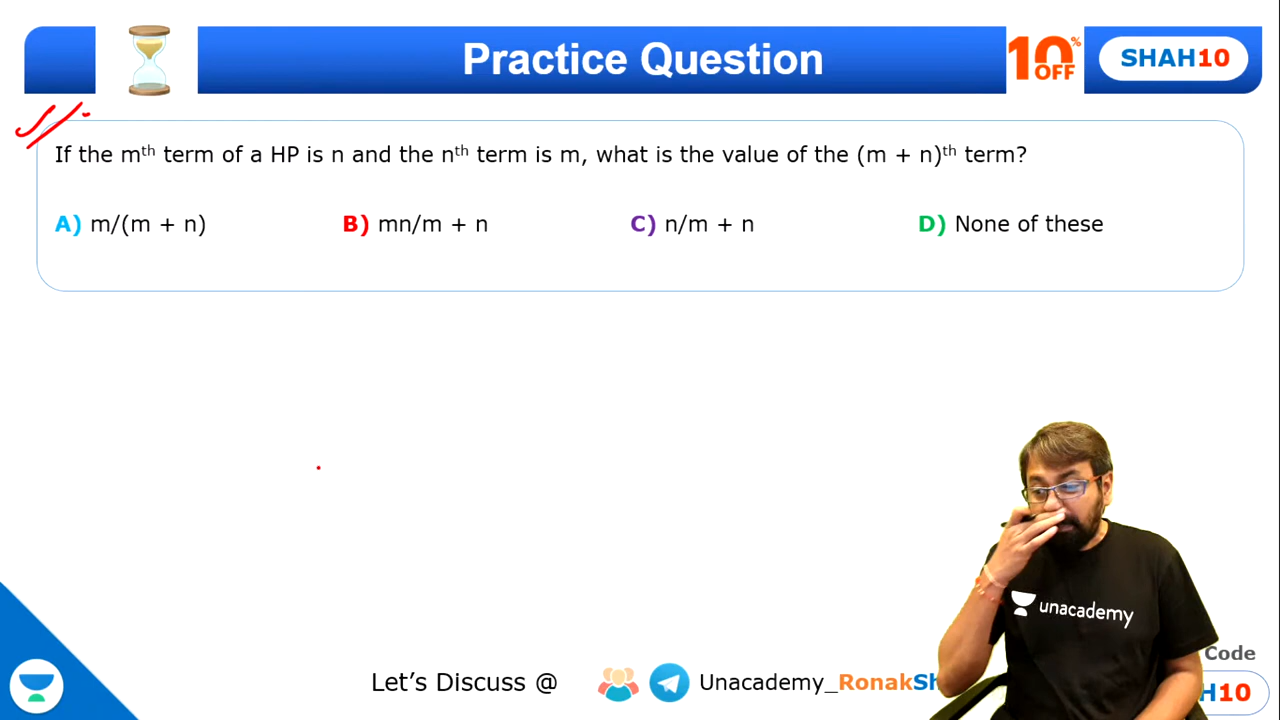 Practice Question
10% OFF
SHAH10
If the mth term of a HP is n and the nth term is m, what is the value of the (m + n)th term?
A) m/(m + n)
B) mn/m + n
C) n/m + n
D) None of these
unacademy
Code
Let’s Discuss @
Unacademy_RonakSh
H10